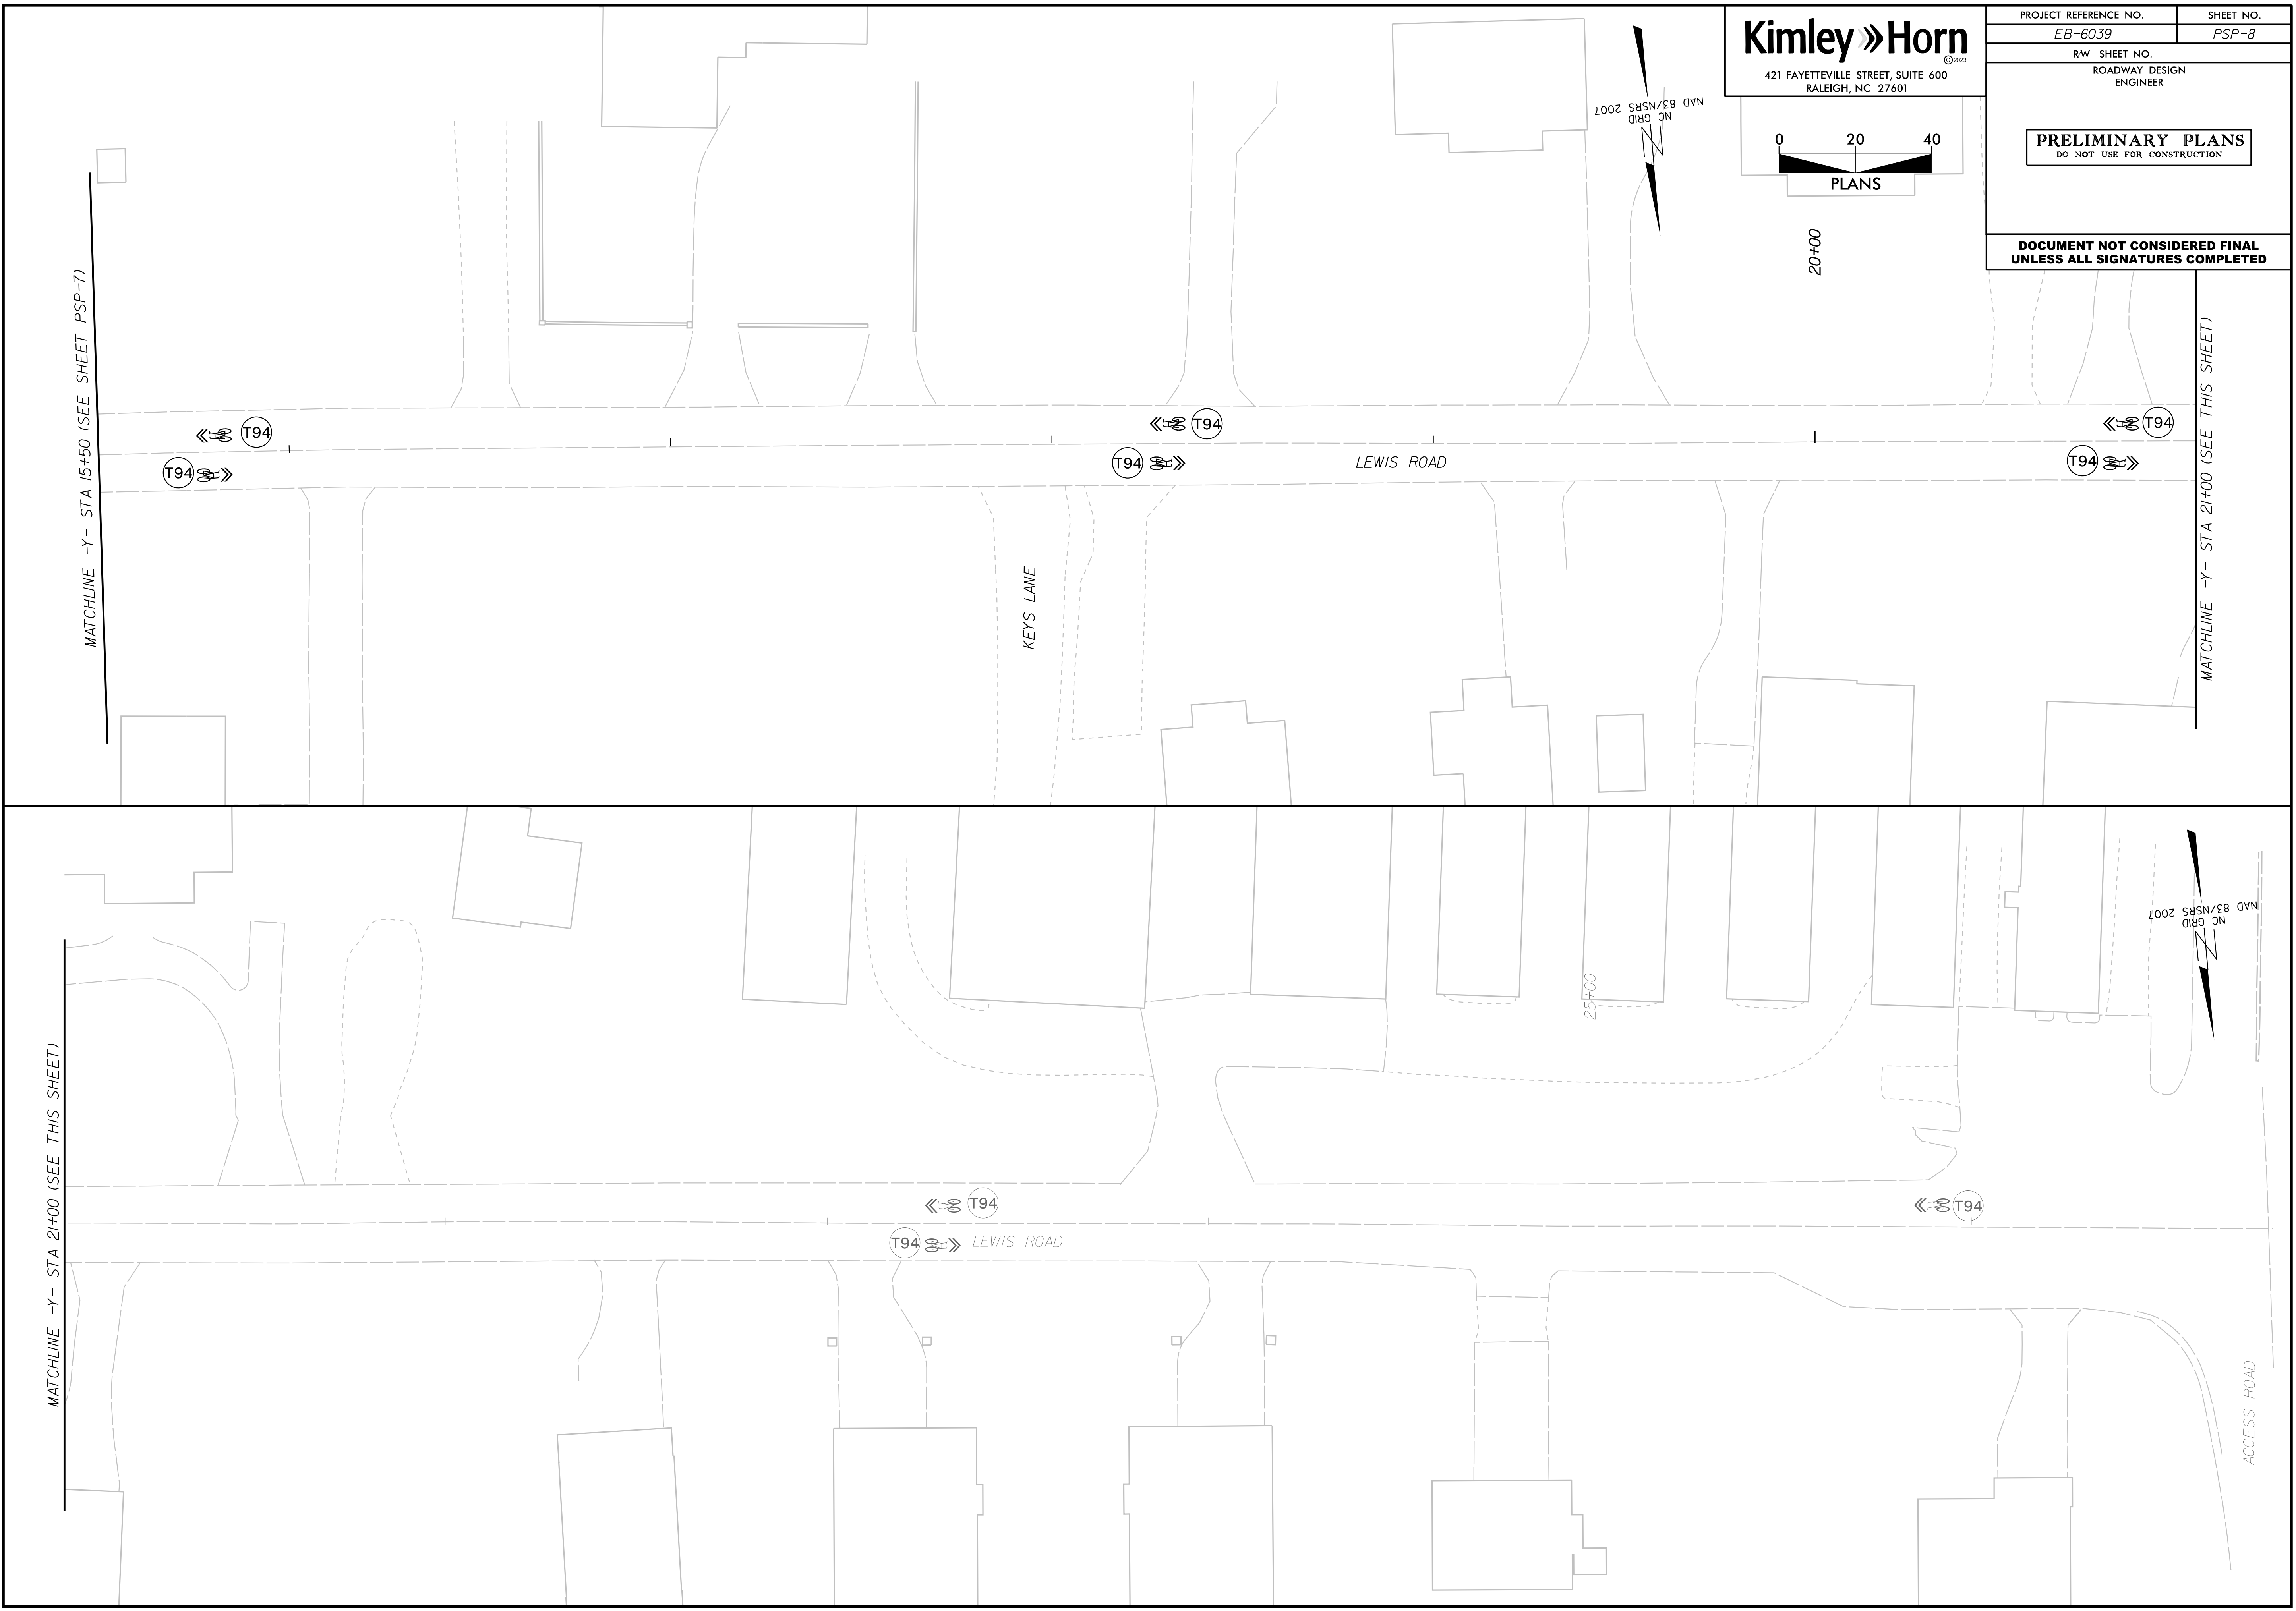 Kimley»Horn
©2023
421 FAYETTEVILLE STREET, SUITE 600
RALEIGH, NC 27601
PROJECT REFERENCE NO.
SHEET NO.
EB-6039
PSP-8
R/W SHEET NO.
ROADWAY DESIGN
ENGINEER
PRELIMINARY PLANS
DO NOT USE FOR CONSTRUCTION
DOCUMENT NOT CONSIDERED FINAL
UNLESS ALL SIGNATURES COMPLETED
NC GRID
NAD 83/NSRS 2007
0 20 40
PLANS
20+00
MATCHLINE -Y- STA 15+50 (SEE SHEET PSP-7)
T94
T94
T94
T94
T94
T94
LEWIS ROAD
KEYS LANE
MATCHLINE -Y- STA 21+00 (SEE THIS SHEET)
MATCHLINE -Y- STA 21+00 (SEE THIS SHEET)
NC GRID
NAD 83/NSRS 2007
25+00
T94
T94
T94
LEWIS ROAD
ACCESS ROAD